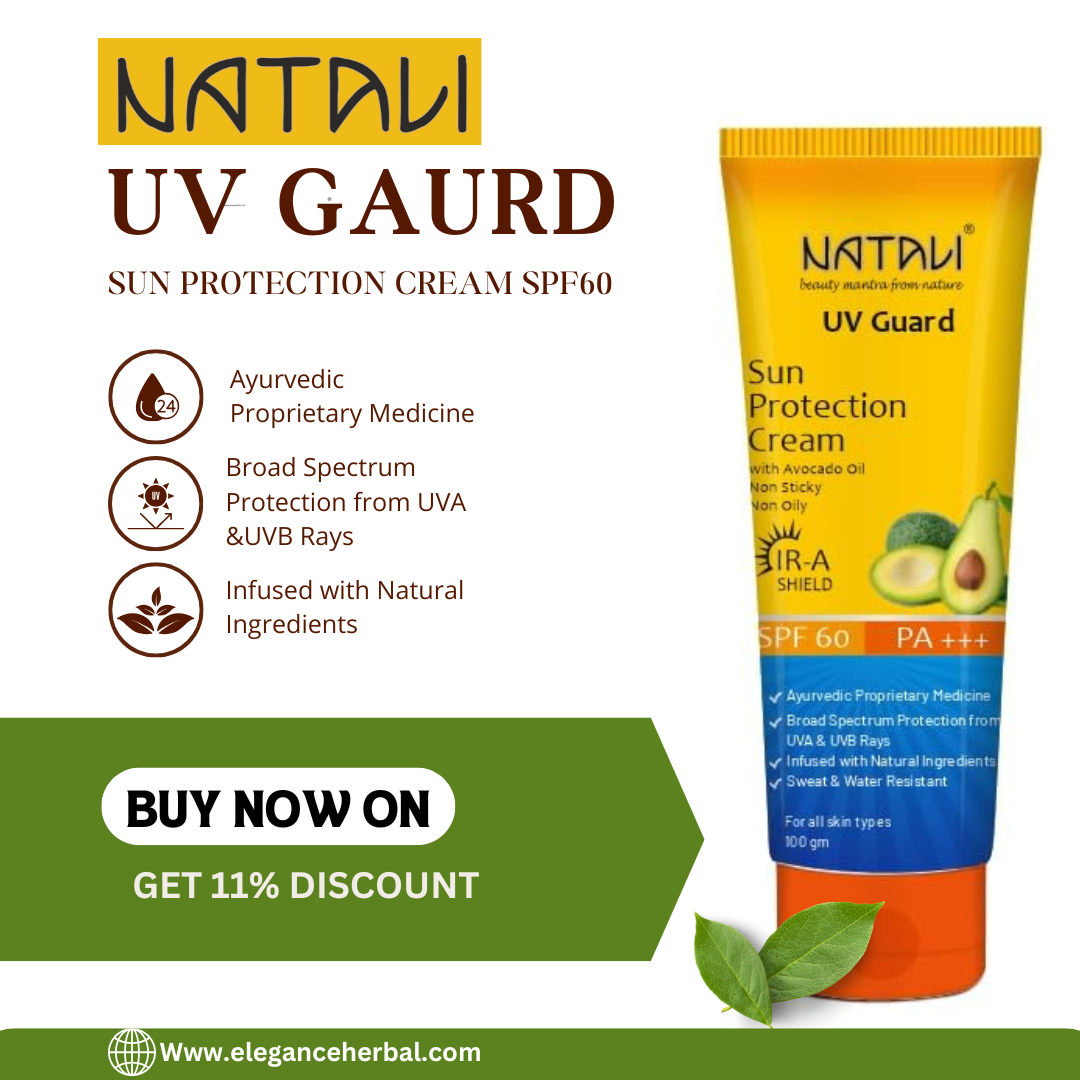 NATALI
UV GAURD
SUN PROTECTION CREAM SPF60
24
Ayurvedic
Proprietary Medicine
UV
Broad Spectrum
Protection from UVA
&UVB Rays
Infused with Natural
Ingredients
BUY NOW ON
GET 11% DISCOUNT
Www.eleganceherbal.com
NATALI®
beauty mantra from nature
UV Guard
Sun
Protection
Cream
with Avocado Oil
Non Sticky
Non Oily
IR-A
SHIELD
SPF 60 PA +++
Ayurvedic Proprietary Medicine
Broad Spectrum Protection from
UVA & UVB Rays
Infused with Natural Ingredients
Sweat & Water Resistant
For all skin types
100 gm